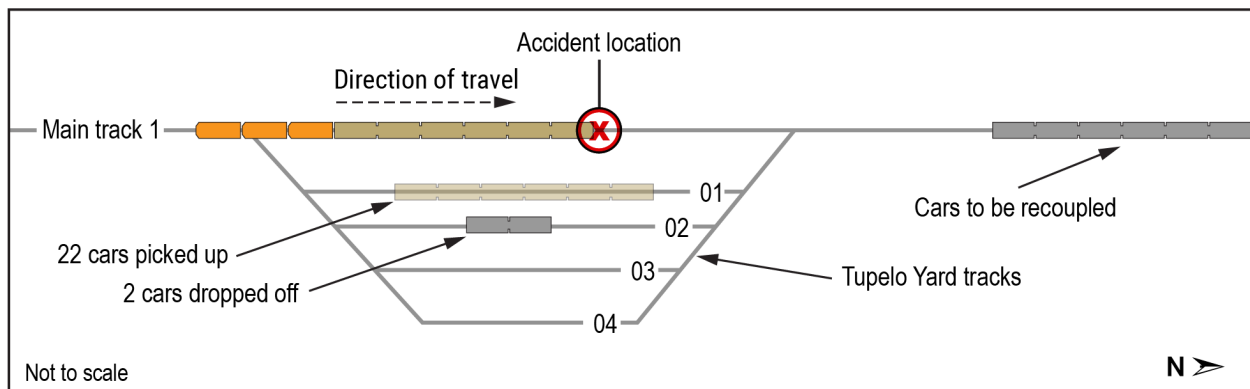 Accident location
Direction of travel
Main track 1
X
01
Cars to be recoupled
02
22 cars picked up
03
Tupelo Yard tracks
2 cars dropped off
04
Not to scale
N